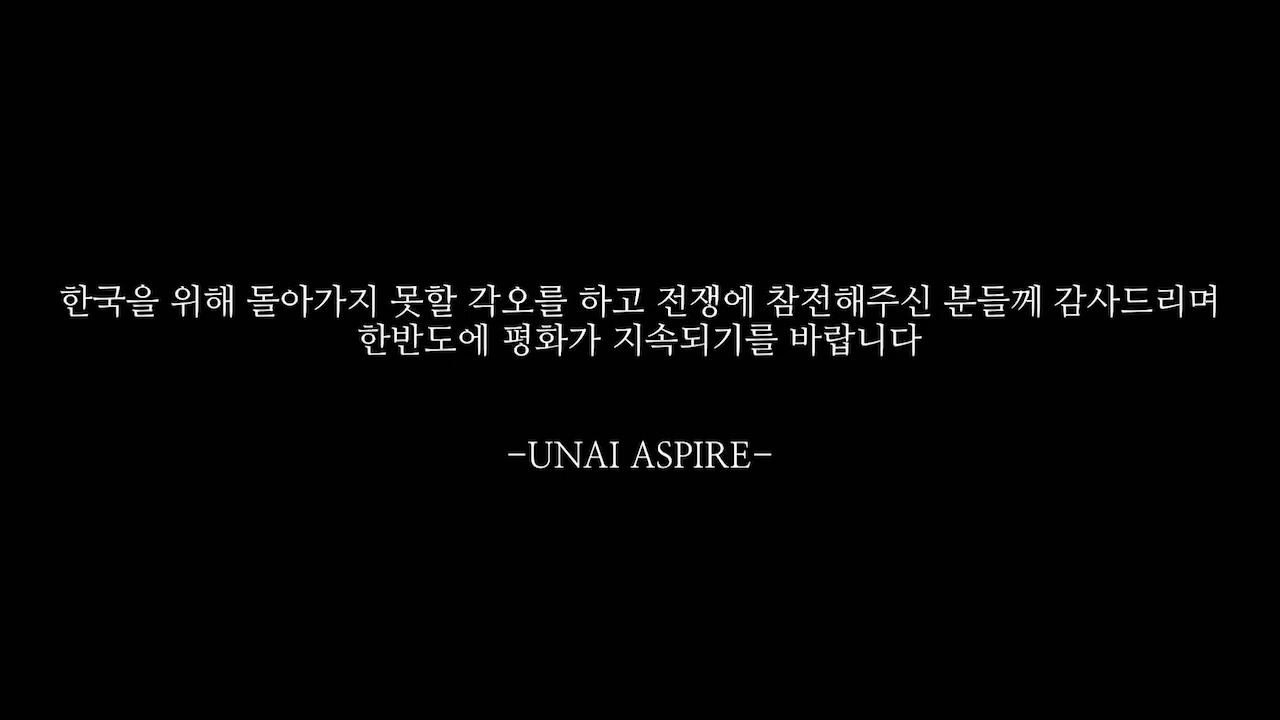 한국을 위해 돌아가지 못할 각오를 하고 전쟁에 참전해주신 분들께 감사드리며
한반도에 평화가 지속되기를 바랍니다
-UNAI ASPIRE-